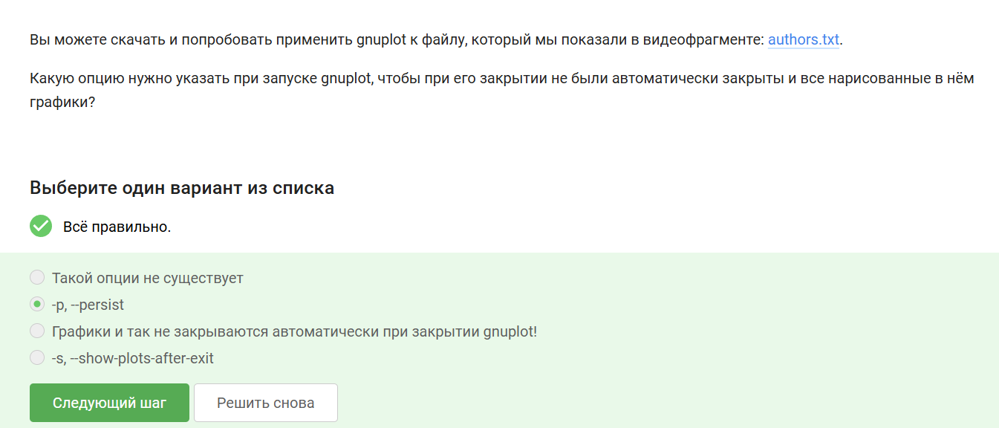 Вы можете скачать и попробовать применить gnuplot к файлу, который мы показали в видеофрагменте: authors.txt.
Какую опцию нужно указать при запуске gnuplot, чтобы при его закрытии не были автоматически закрыты и все нарисованные в нём
графики?
Выберите один вариант из списка
Всё правильно.
Такой опции не существует
-p, --persist
Графики и так не закрываются автоматически при закрытии gnuplot!
-s, --show-plots-after-exit
Следующий шаг
Решить снова